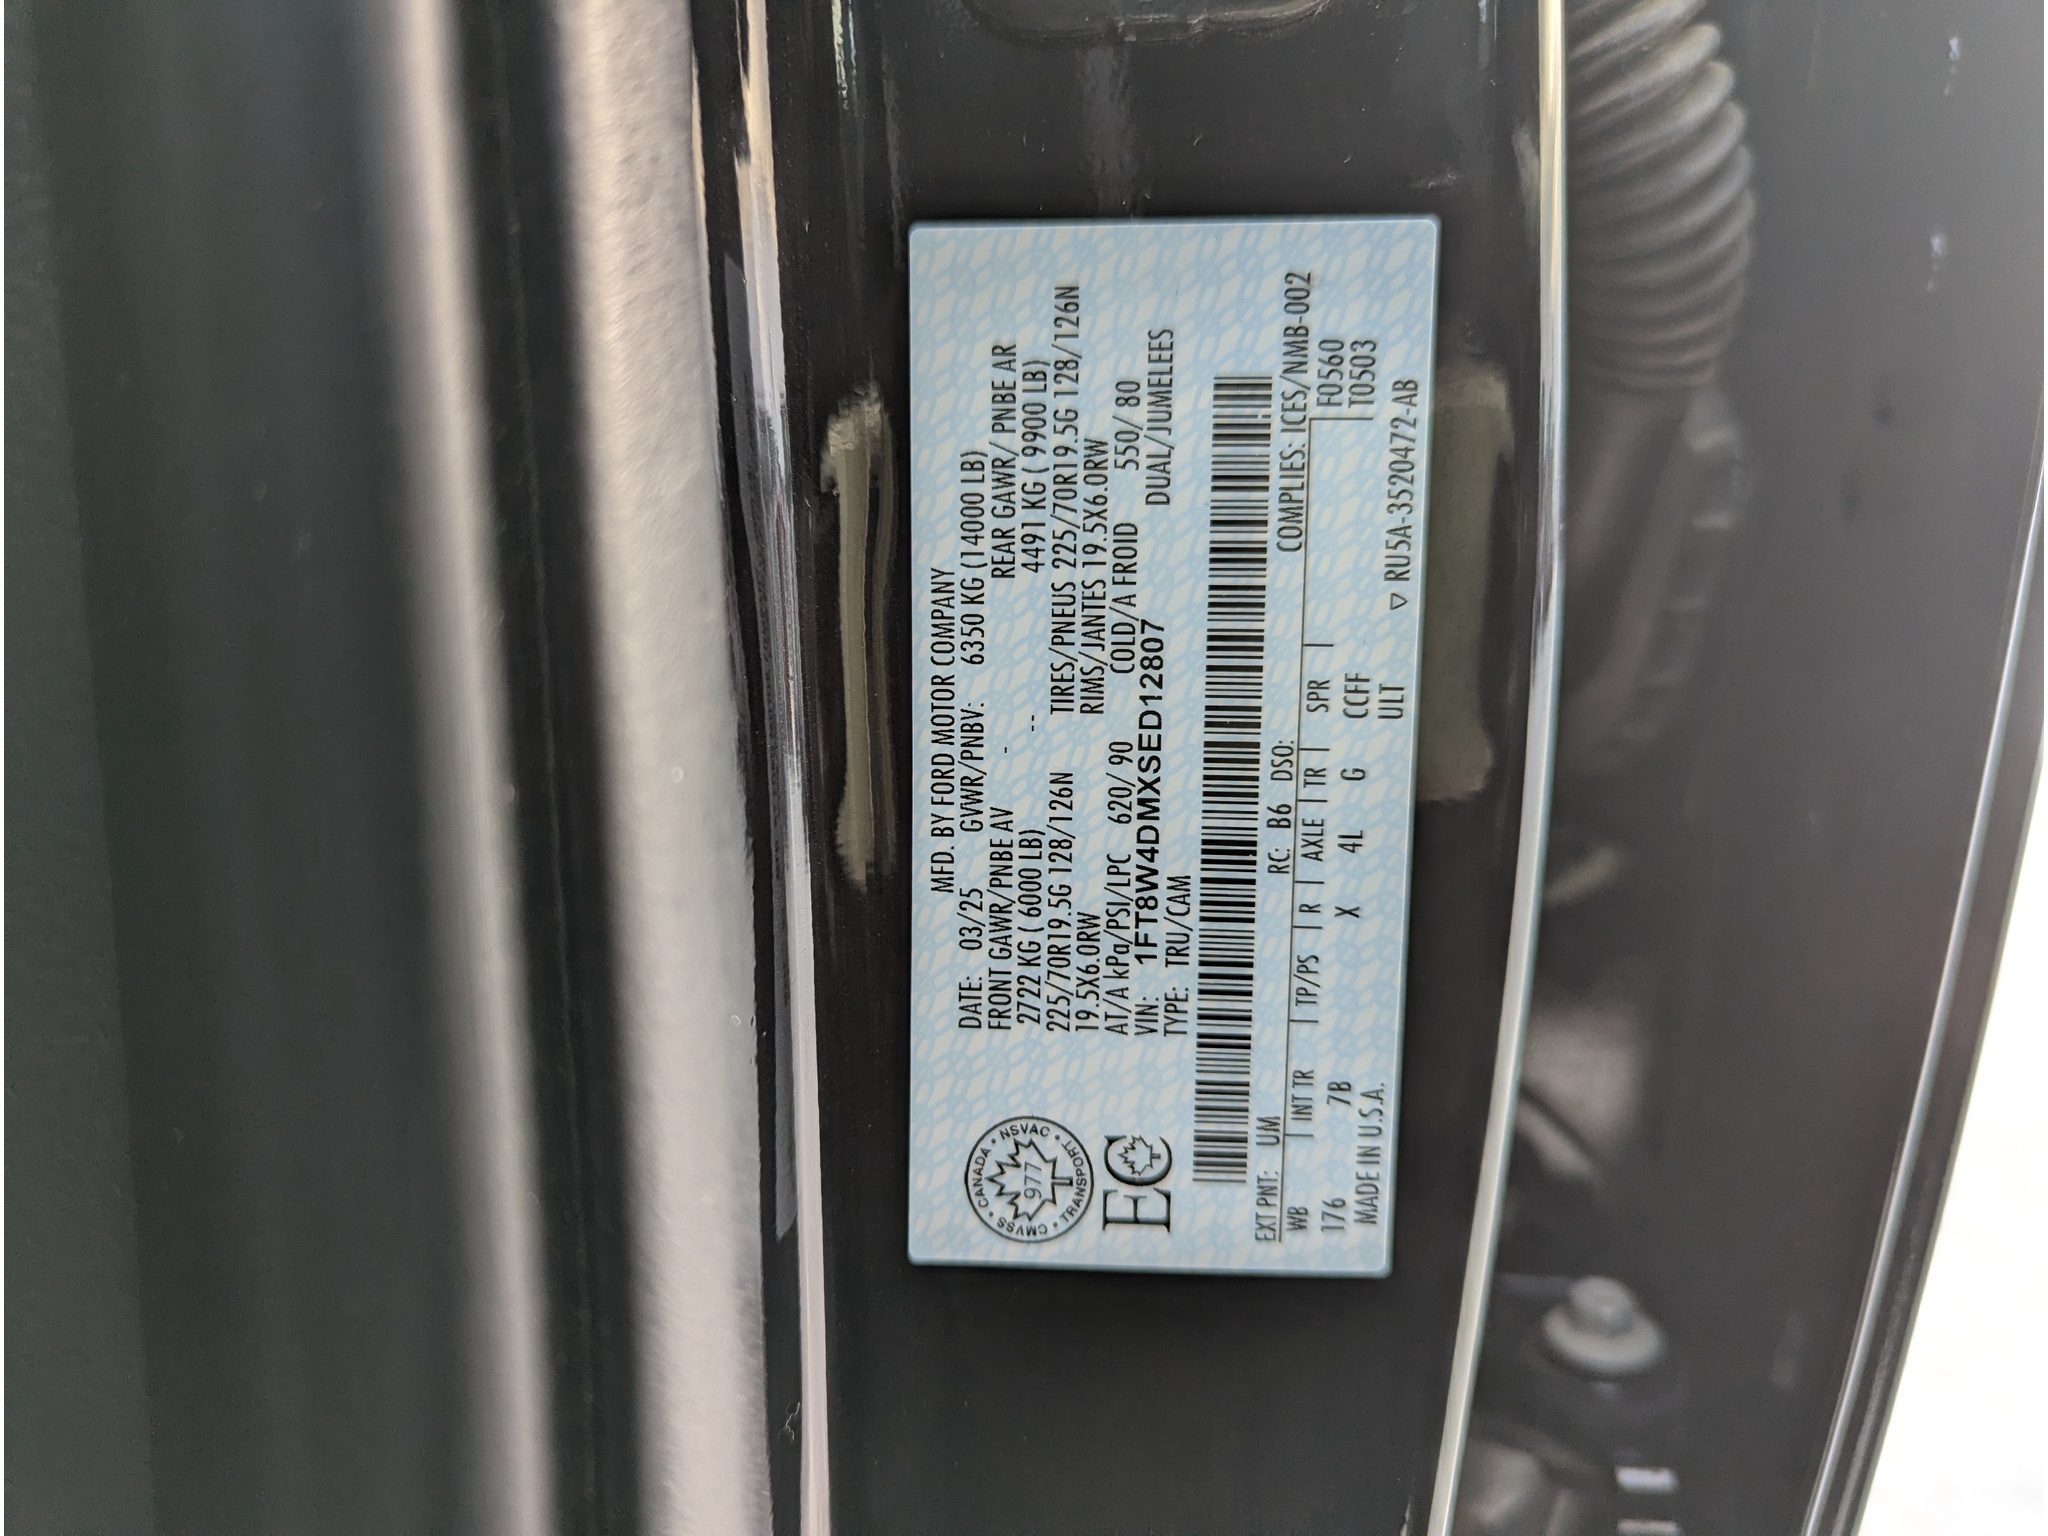 MFD. BY FORD MOTOR COMPANY
DATE: 03/25 GVWR/PNBV: 6350 KG (14000 LB)
FRONT GAWR/PNBE AV - REAR GAWR/ PNBE AR
2722 KG ( 6000 LB) -- 4491 KG ( 9900 LB)
225/70R19.5G 128/126N TIRES/PNEUS 225/70R19.5G 128/126N
19.5X6.0RW RIMS/JANTES 19.5X6.0RW
AT/A kPa/PSI/LPC 620/ 90 COLD/A FROID 550/ 80
VIN: 1FT8W4DMXSED12807 DUAL/JUMELEES
TYPE: TRU/CAM
CANADA • NSVAC • TRANSPORT • CMVSS •
977
EC
EXT PNT: UM RC: B6 DSO: COMPLIES: ICES/NMB-002
WB | INT TR | TP/PS | R | AXLE | TR | SPR | F0560
176 7B X 4L G CCFF T0503
MADE IN U.S.A. ULT ▽ RU5A-3520472-AB